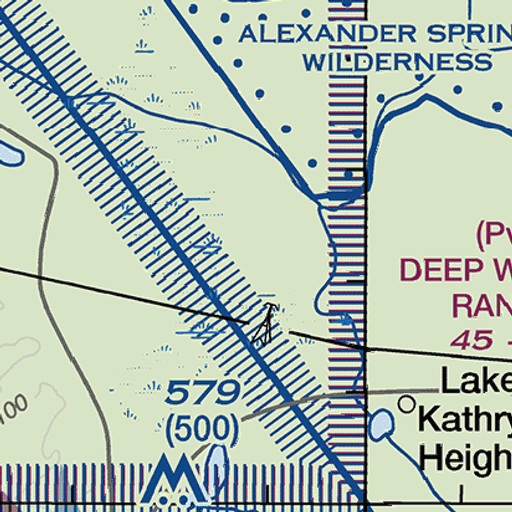 ALEXANDER SPRIN
WILDERNESS
(Pv
DEEP W
RAN
45 -
579
(500)
Lake
Kathry
Heigh
100